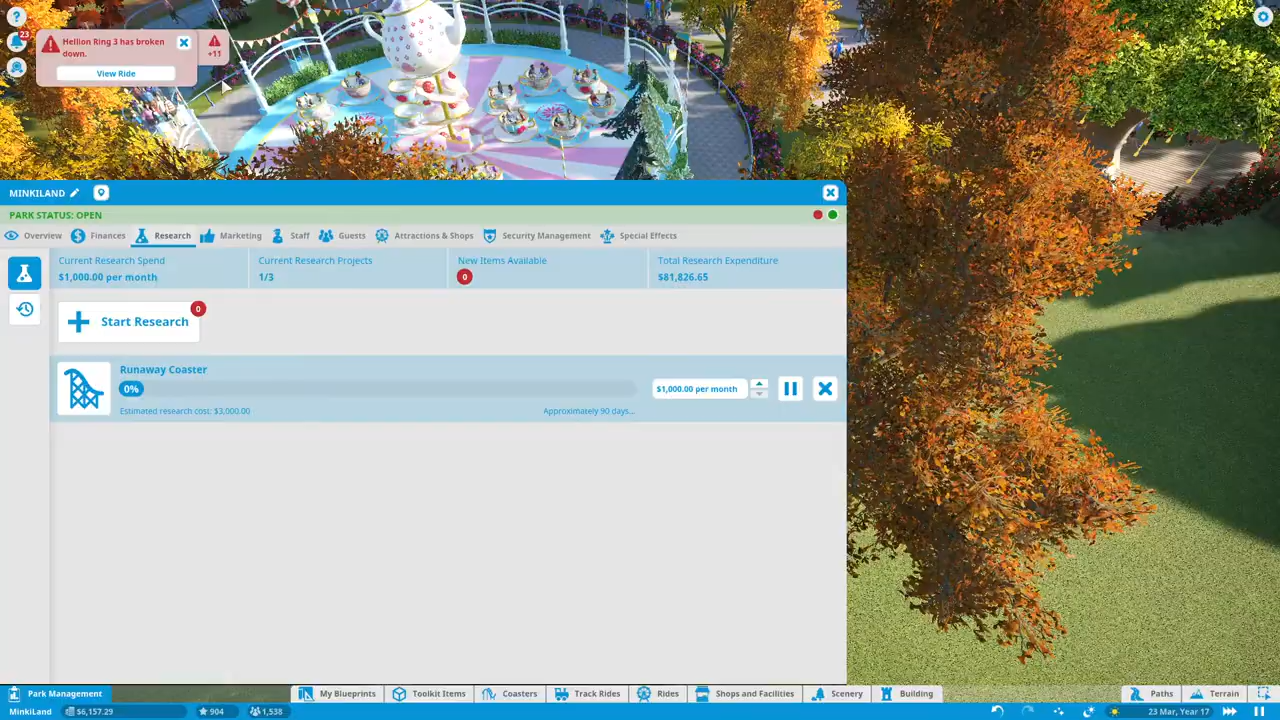 ?
23
Hellion Ring 3 has broken
down.
+11
View Ride
MINKILAND
PARK STATUS: OPEN
Overview Finances Research Marketing Staff Guests Attractions & Shops Security Management Special Effects
Current Research Spend Current Research Projects New Items Available Total Research Expenditure
$1,000.00 per month 1/3 0 $81,826.65
Start Research 0
Runaway Coaster
0% $1,000.00 per month
Estimated research cost: $3,000.00 Approximately 90 days...
Park Management My Blueprints Toolkit Items Coasters Track Rides Rides Shops and Facilities Scenery Building Paths Terrain
MinkiLand $6,157.29 904 1,538 23 Mar, Year 17